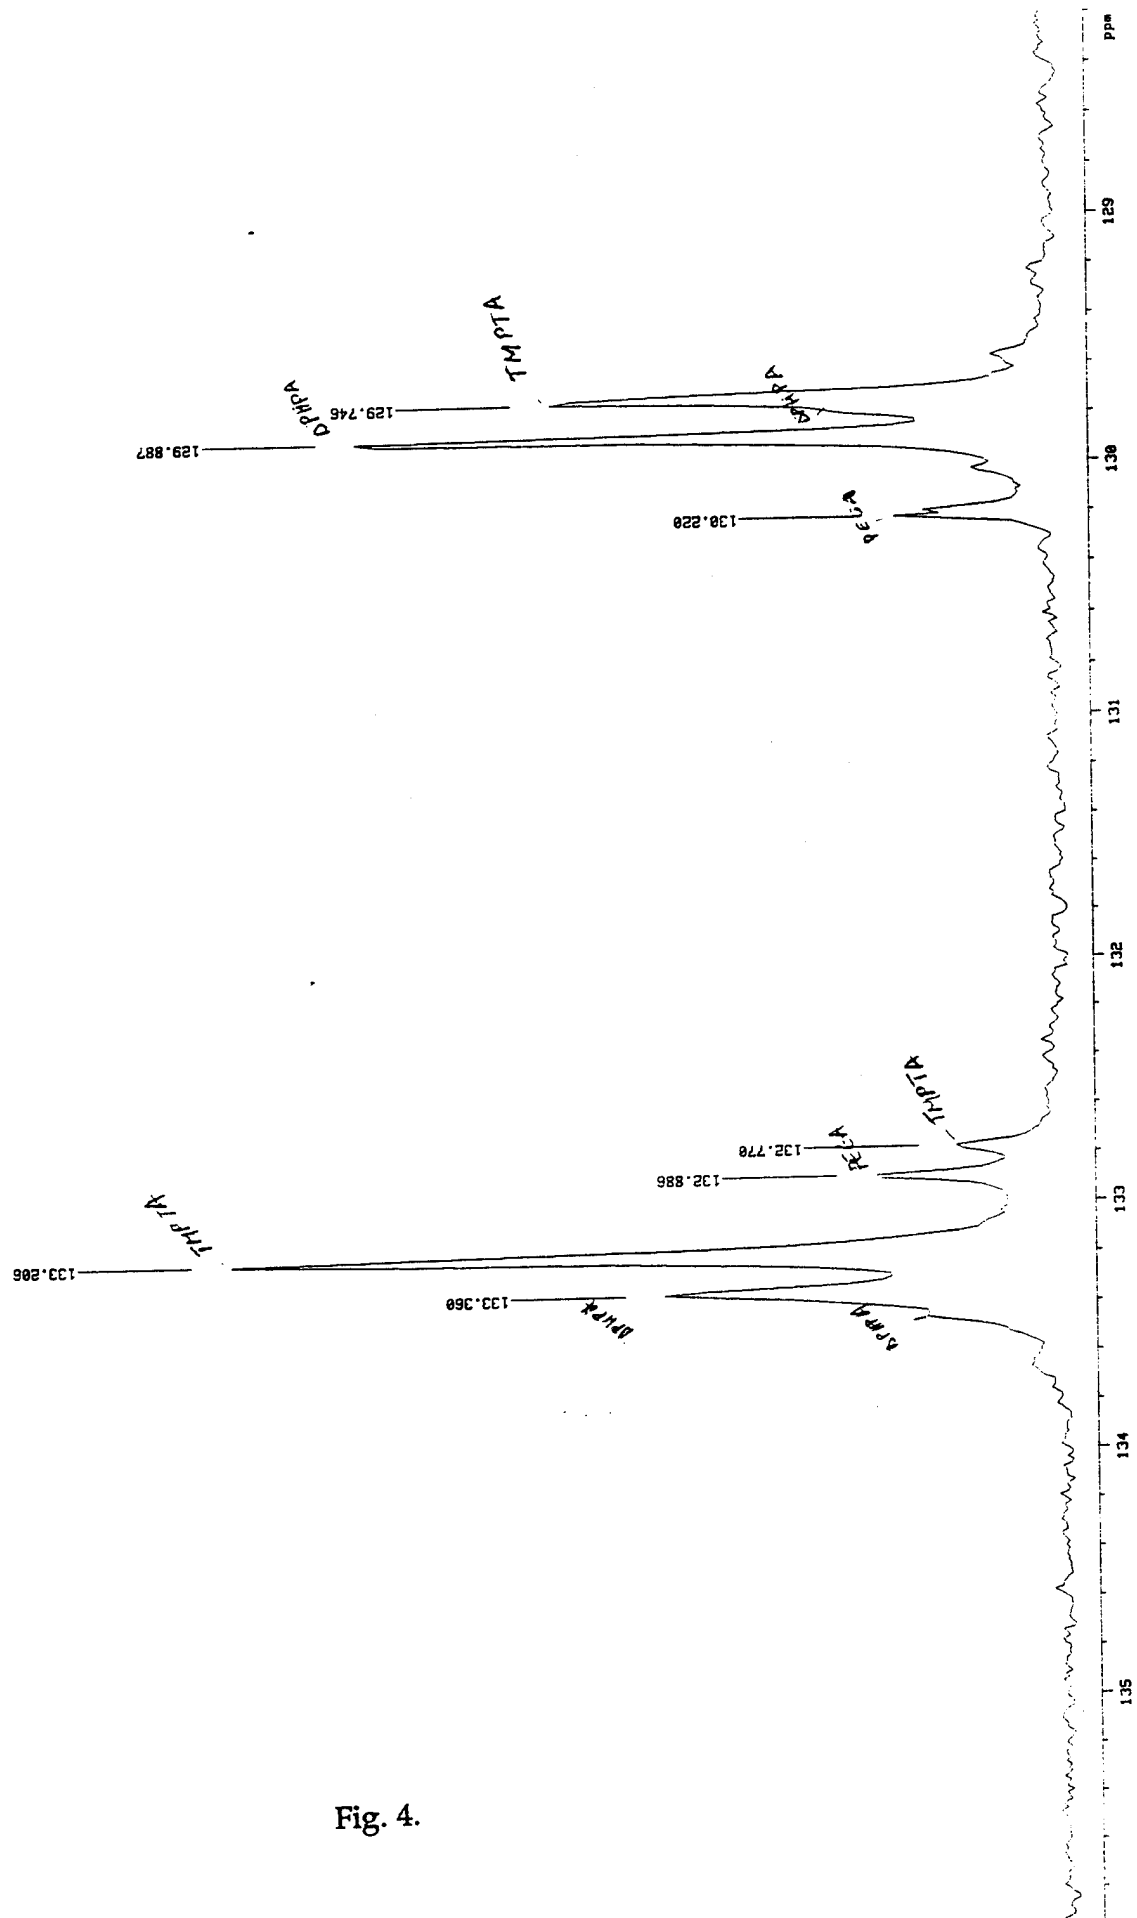 ppm
129
TMPTA
129.746
DPHPA
129.887
DPHPA
130
130.220
PEGA
131
132
TMPTA
132.770
PEGA
132.886
133
TMPTA
133.206
133.360
DPHPA
DPHPA
134
135
Fig. 4.